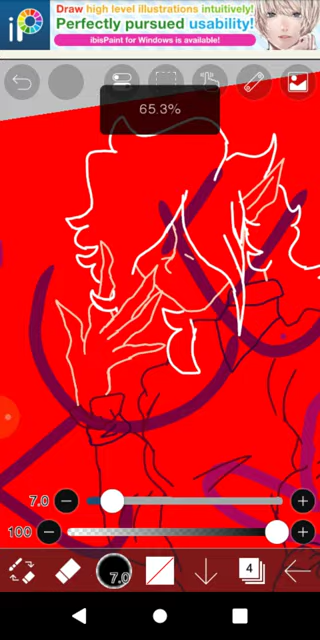 Draw high level illustrations intuitively!
Perfectly pursued usability!
ibisPaint for Windows is available!
iP
65.3%
7.0
100
7.0
4